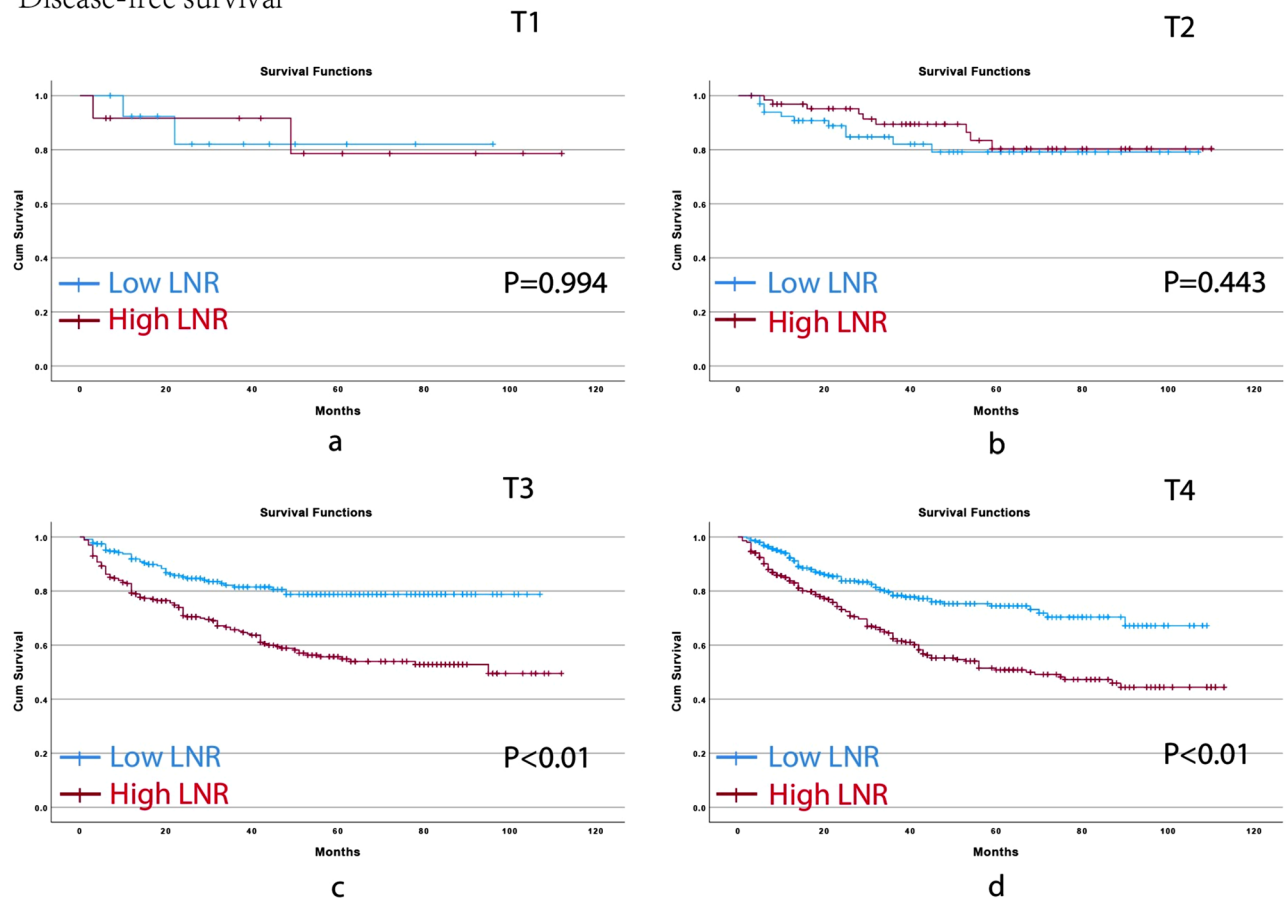 Disease-free survival
T1
Survival Functions
1.0
0.8
0.6
0.4
0.2
0.0
Cum Survival
Low LNR
High LNR
P=0.994
0 20 40 60 80 100 120
Months
a
T2
Survival Functions
1.0
0.8
0.6
0.4
0.2
0.0
Cum Survival
Low LNR
High LNR
P=0.443
0 20 40 60 80 100 120
Months
b
T3
Survival Functions
1.0
0.8
0.6
0.4
0.2
0.0
Cum Survival
Low LNR
High LNR
P<0.01
0 20 40 60 80 100 120
Months
c
T4
Survival Functions
1.0
0.8
0.6
0.4
0.2
0.0
Cum Survival
Low LNR
High LNR
P<0.01
0 20 40 60 80 100 120
Months
d